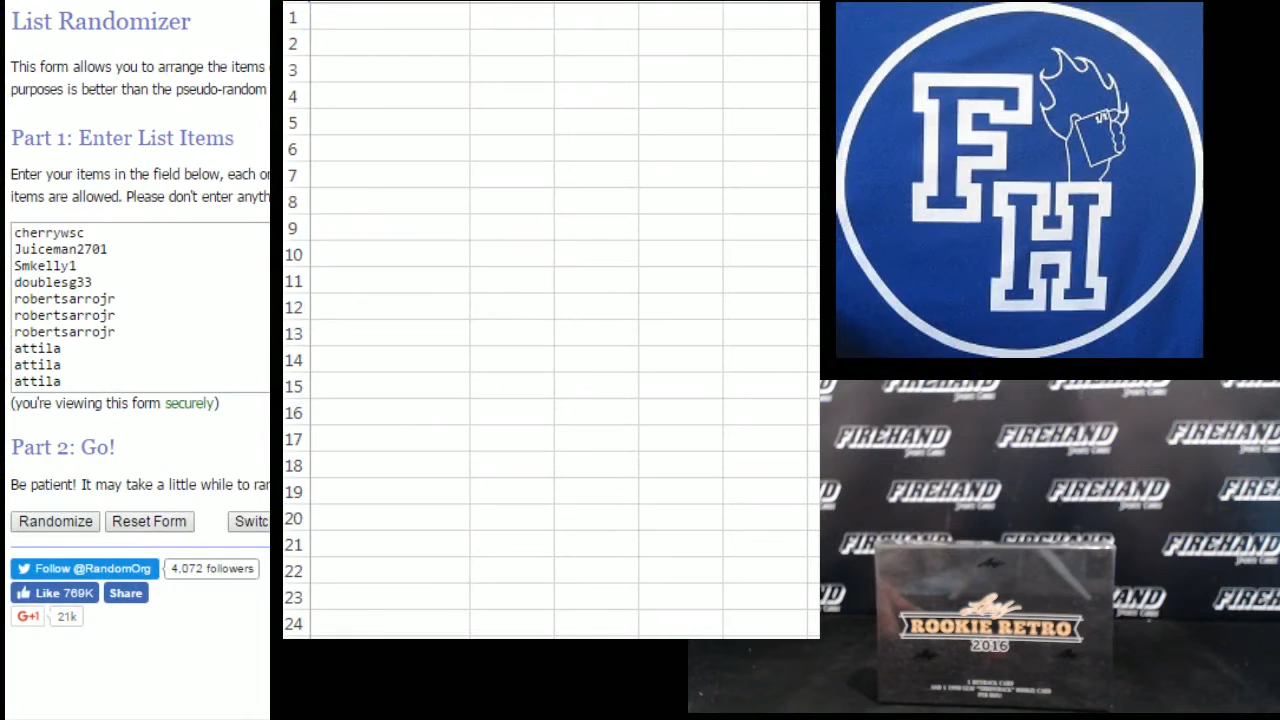 List Randomizer
This form allows you to arrange the items
purposes is better than the pseudo-random
Part 1: Enter List Items
Enter your items in the field below, each
items are allowed. Please don't enter
cherrywsc
Juiceman2701
Smkelly1
doublesg33
robertsarrojr
robertsarrojr
robertsarrojr
attila
attila
attila
(you're viewing this form securely)
Part 2: Go!
Be patient! It may take a little while to
Randomize Reset Form
Follow @RandomOrg 4,072 followers
Like 769K Share
G+1 21k
1
2
3
4
5
6
7
8
9
10
11
12
13
14
15
16
17
18
19
20
21
22
23
24
FH
1/1
FIREHAND FIREHAND FIREHAND
FIREHAND FIREHAND
FIREHAND FIREHAND
Leaf
ROOKIE RETRO
2016